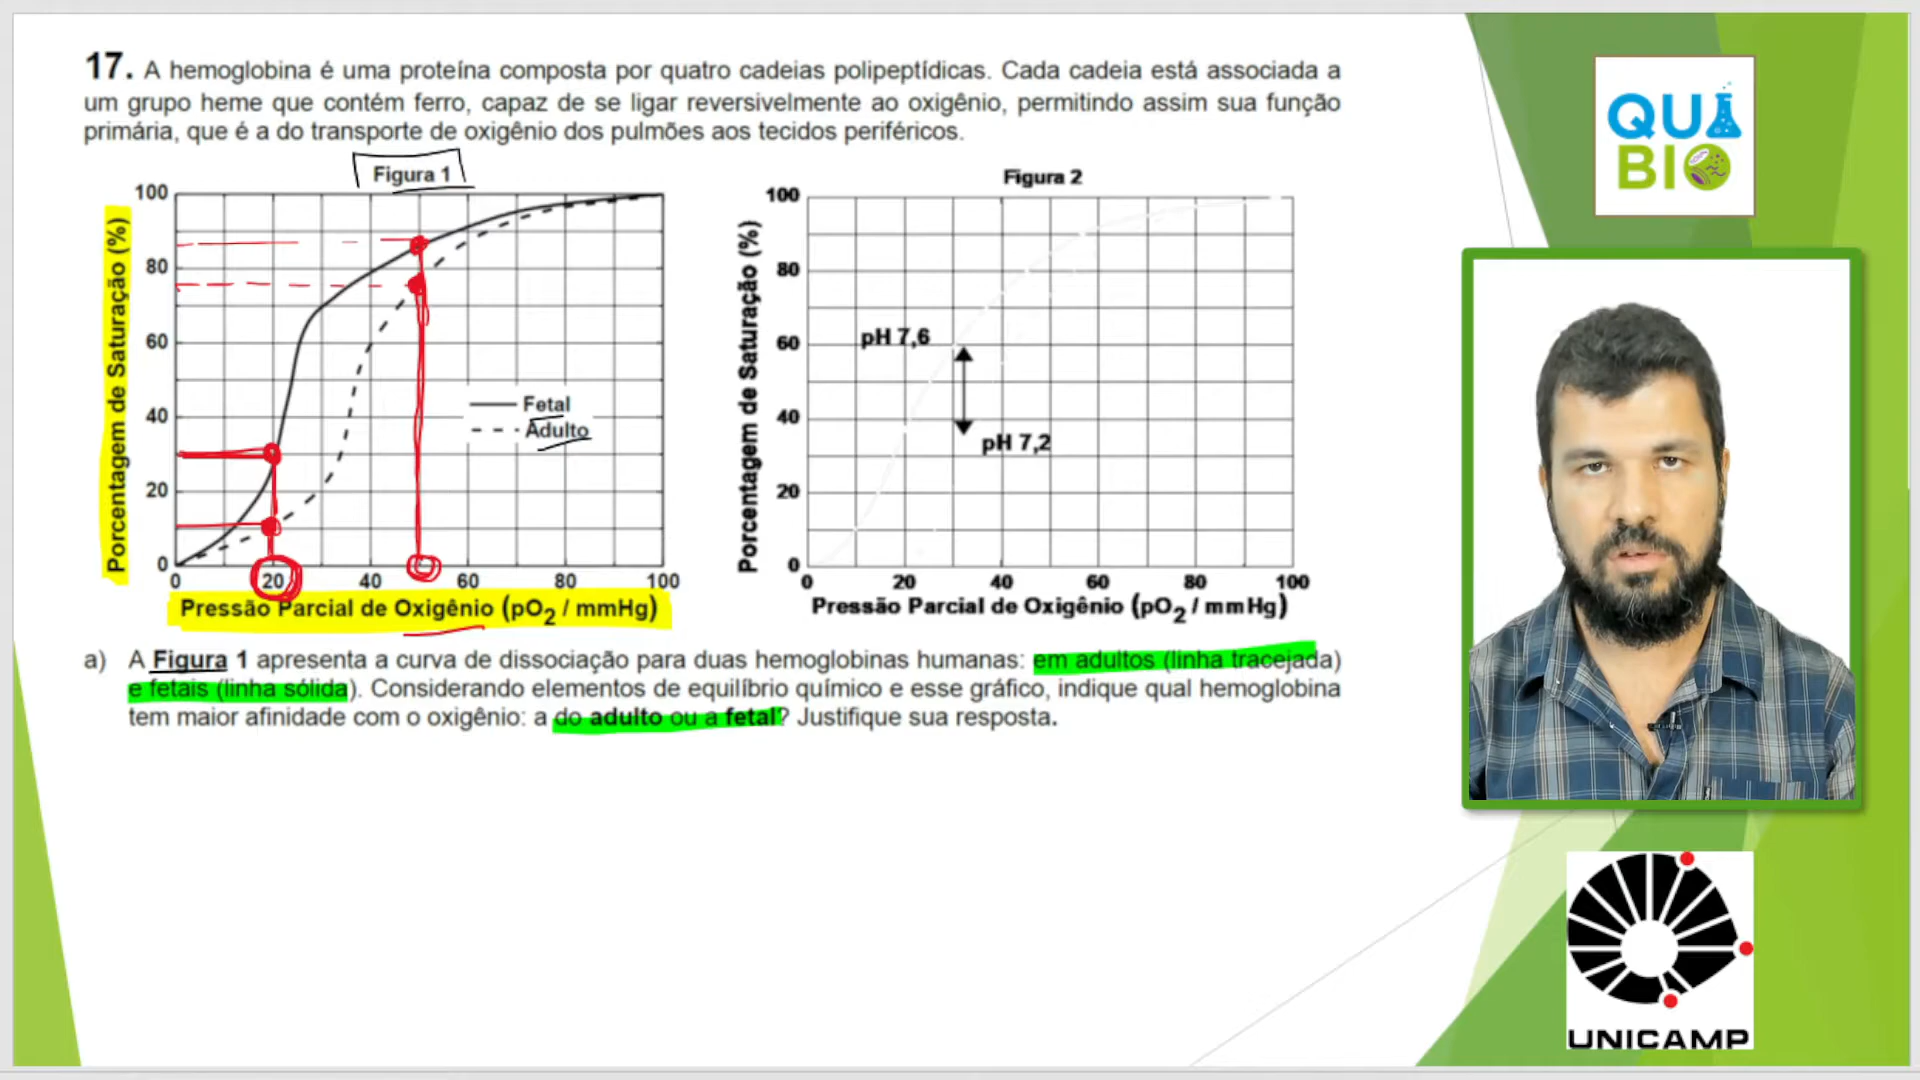 17. A hemoglobina é uma proteína composta por quatro cadeias polipeptídicas. Cada cadeia está associada a
um grupo heme que contém ferro, capaz de se ligar reversivelmente ao oxigênio, permitindo assim sua função
primária, que é a do transporte de oxigênio dos pulmões aos tecidos periféricos.
Figura 1
Porcentagem de Saturação (%)
100
80
60
40
20
0
Fetal
Adulto
0 20 40 60 80 100
Pressão Parcial de Oxigênio (pO2 / mmHg)
Figura 2
Porcentagem de Saturação (%)
100
80
60
40
20
0
pH 7,6
pH 7,2
0 20 40 60 80 100
Pressão Parcial de Oxigênio (pO2 / mmHg)
a) A Figura 1 apresenta a curva de dissociação para duas hemoglobinas humanas: em adultos (linha tracejada)
e fetais (linha sólida). Considerando elementos de equilíbrio químico e esse gráfico, indique qual hemoglobina
tem maior afinidade com o oxigênio: a do adulto ou a fetal? Justifique sua resposta.
QUI
BIO
UNICAMP